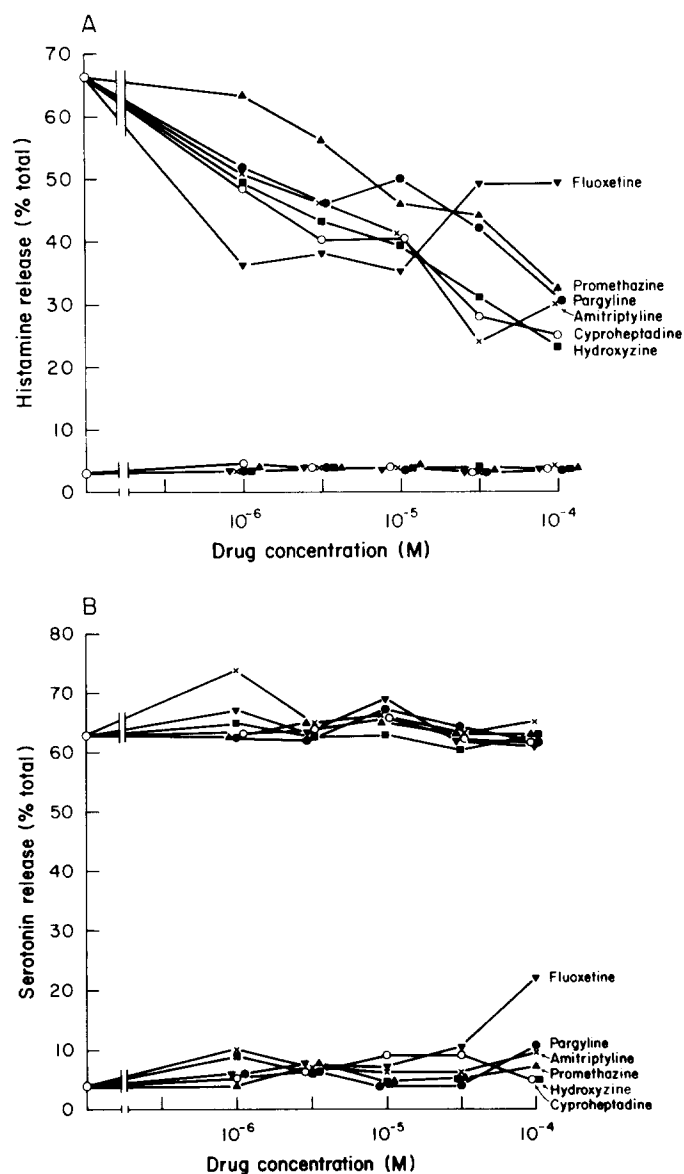 A
Histamine release (% total)
70
60
50
40
30
20
10
0
Fluoxetine
Promethazine
Pargyline
Amitriptyline
Cyproheptadine
Hydroxyzine
10⁻⁶
10⁻⁵
10⁻⁴
Drug concentration (M)
B
Serotonin release (% total)
80
70
60
50
40
30
20
10
0
Fluoxetine
Pargyline
Amitriptyline
Promethazine
Hydroxyzine
Cyproheptadine
10⁻⁶
10⁻⁵
10⁻⁴
Drug concentration (M)